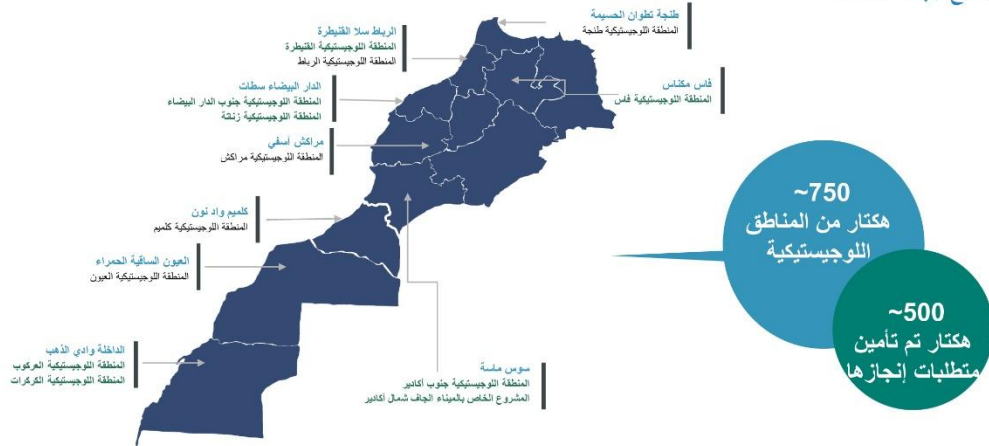 طنجة تطوان الحسيمة
المنطقة اللوجيستيكية طنجة
الرباط سلا القنيطرة
المنطقة اللوجيستيكية القنيطرة
المنطقة اللوجيستيكية الرباط
فاس مكناس
المنطقة اللوجيستيكية فاس
الدار البيضاء سطات
المنطقة اللوجيستيكية جنوب الدار البيضاء
المنطقة اللوجيستيكية زناتة
مراكش أسفي
المنطقة اللوجيستيكية مراكش
كلميم واد نون
المنطقة اللوجيستيكية كلميم
العيون الساقية الحمراء
المنطقة اللوجيستيكية العيون
الداخلة وادي الذهب
المنطقة اللوجيستيكية العركوب
المنطقة اللوجيستيكية الكركرات
سوس ماسة
المنطقة اللوجيستيكية جنوب أكادير
المشروع الخاص بالميناء الجاف شمال أكادير
~750
هكتار من المناطق
اللوجيستيكية
~500
هكتار تم تأمين
متطلبات إنجازها